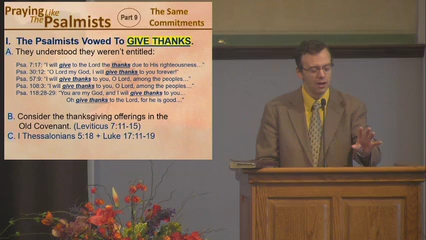 Praying Like The Psalmists
Part 9
The Same
Commitments
I. The Psalmists Vowed To GIVE THANKS.
A. They understood they weren't entitled:
Psa. 7:17: "I will give to the Lord the thanks due to His righteousness…"
Psa. 30:12: "O Lord my God, I will give thanks to you forever!"
Psa. 57:9: "I will give thanks to you, O Lord, among the peoples…"
Psa. 108:3: "I will give thanks to you, O Lord, among the peoples…"
Psa. 118:28-29: "You are my God, and I will give thanks to you…
Oh give thanks to the Lord, for he is good…"
B. Consider the thanksgiving offerings in the
Old Covenant. (Leviticus 7:11-15)
C. I Thessalonians 5:18 + Luke 17:11-19